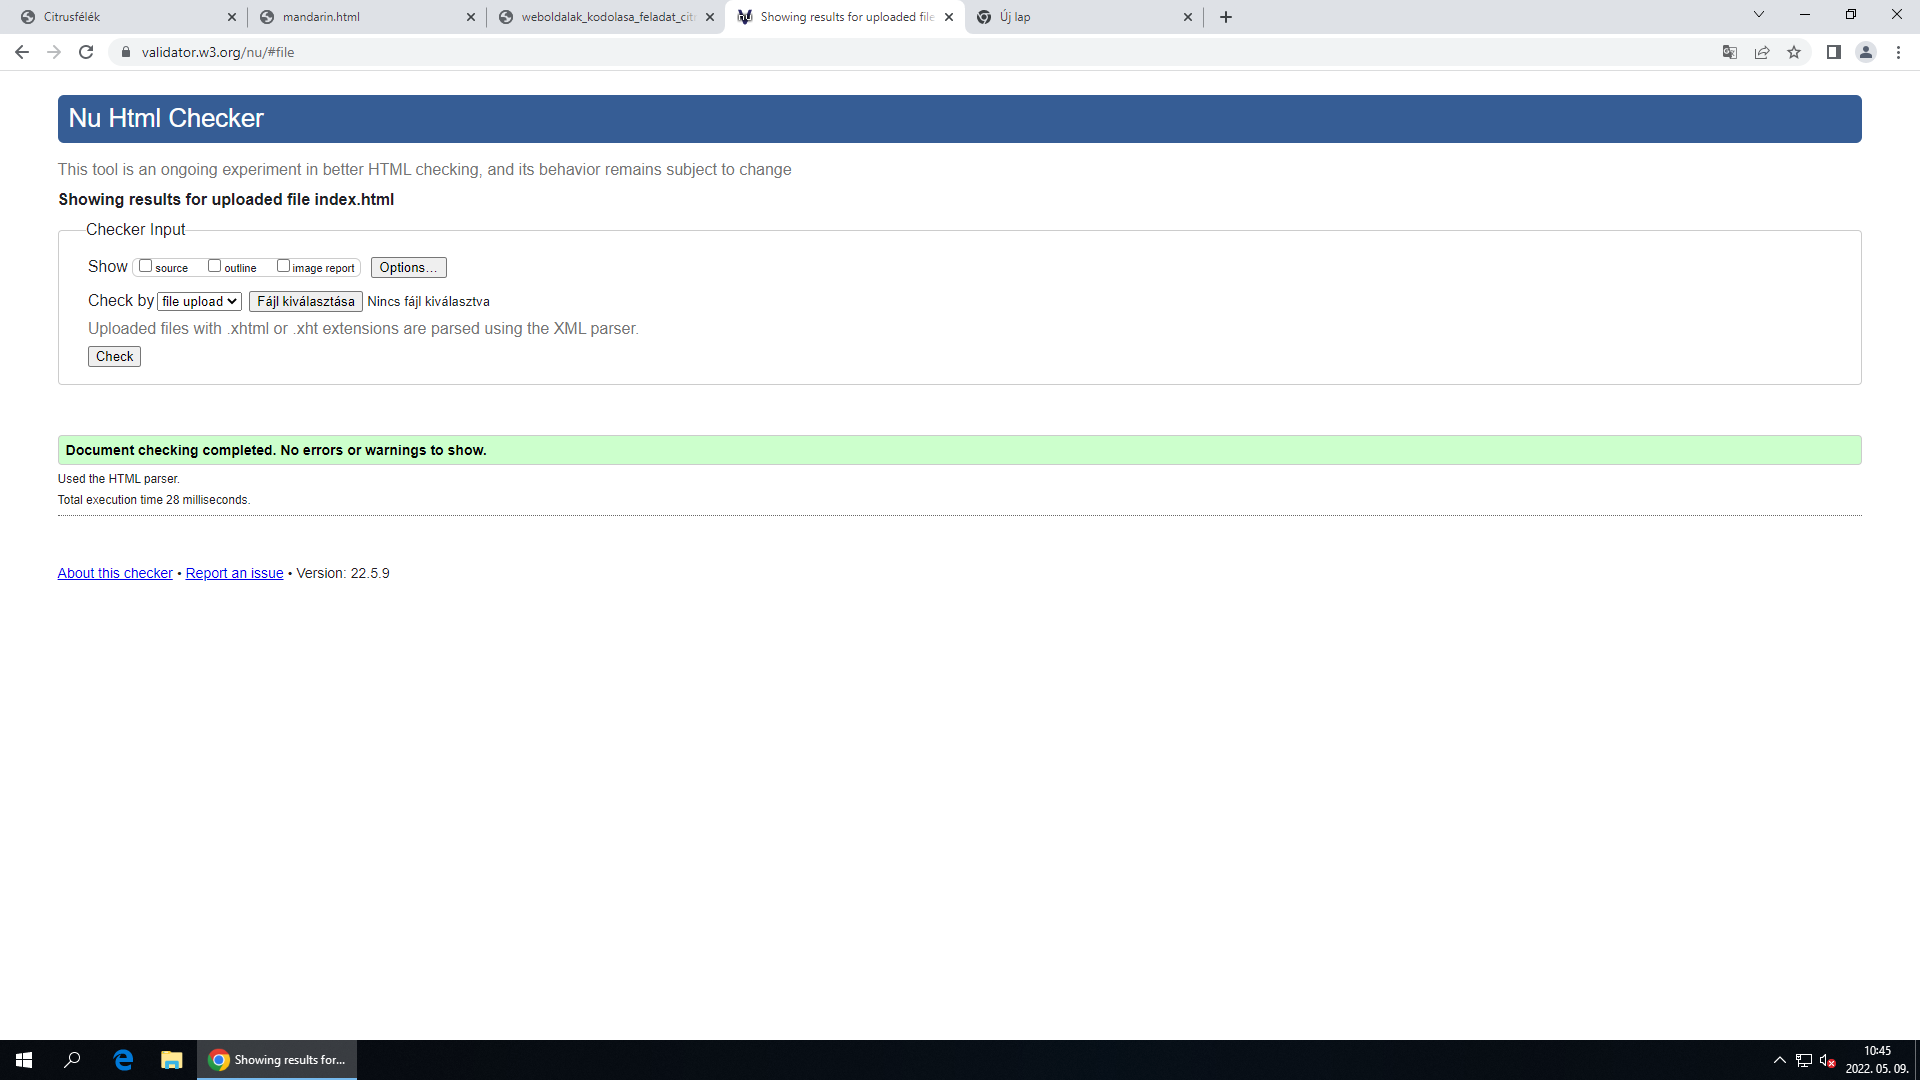 Citrusfélék
mandarin.html
weboldalak_kodolasa_feladat_cit
Showing results for uploaded file
Új lap
validator.w3.org/nu/#file
Nu Html Checker
This tool is an ongoing experiment in better HTML checking, and its behavior remains subject to change
Showing results for uploaded file index.html
Checker Input
Show source outline image report Options...
Check by file upload Fájl kiválasztása Nincs fájl kiválasztva
Uploaded files with .xhtml or .xht extensions are parsed using the XML parser.
Check
Document checking completed. No errors or warnings to show.
Used the HTML parser.
Total execution time 28 milliseconds.
About this checker • Report an issue • Version: 22.5.9
Showing results for...
10:45
2022. 05. 09.